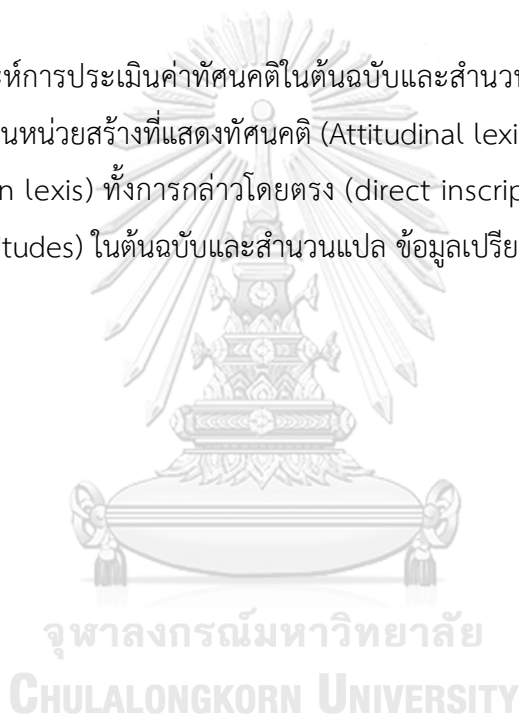 ห์การประเมินค่าทัศนคติในต้นฉบับและสำนวน
นหน่วยสร้างที่แสดงทัศนคติ (Attitudinal lexi
n lexis) ทั้งการกล่าวโดยตรง (direct inscrip
itudes) ในต้นฉบับและสำนวนแปล ข้อมูลเปรีย
จุฬาลงกรณ์มหาวิทยาลัย
CHULALONGKORN UNIVERSITY